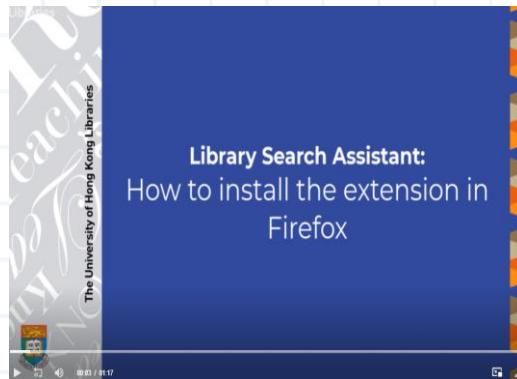 Libraries
The University of Hong Kong Libraries
Library Search Assistant:
How to install the extension in
Firefox
00:03 / 01:17